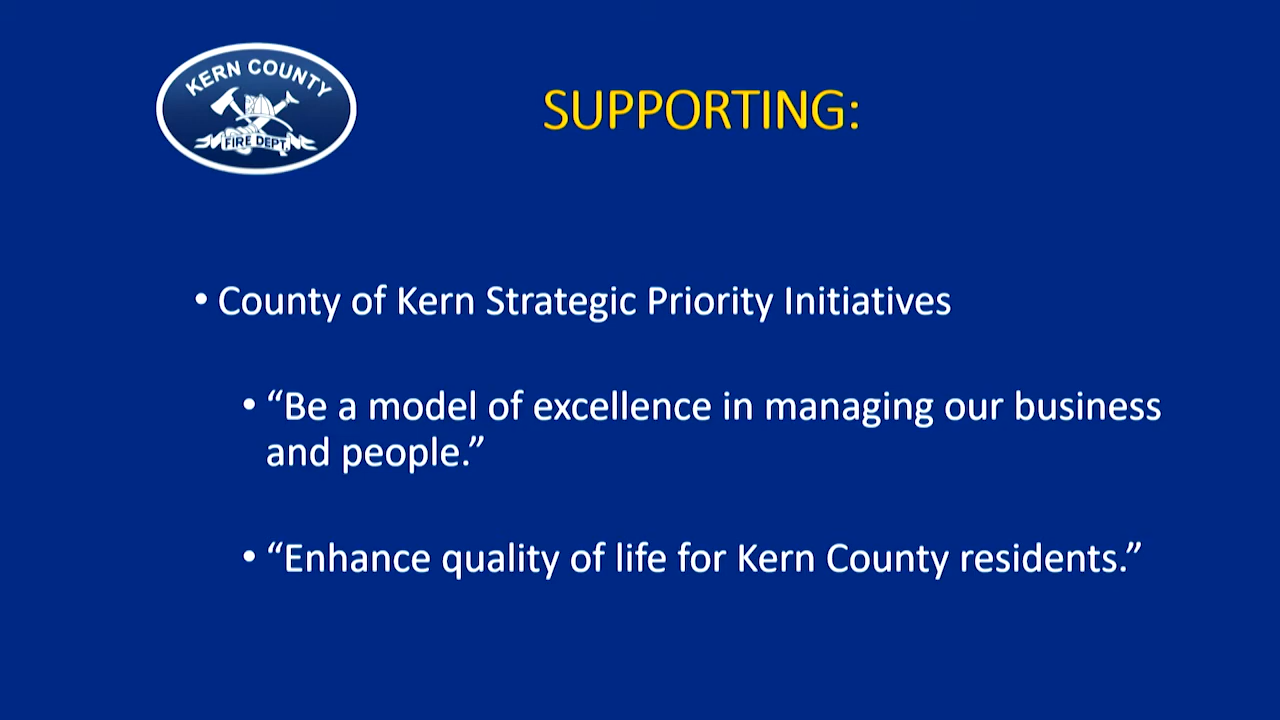 KERN COUNTY
FIRE DEPT.
SUPPORTING:
• County of Kern Strategic Priority Initiatives
• “Be a model of excellence in managing our business
and people.”
• “Enhance quality of life for Kern County residents.”